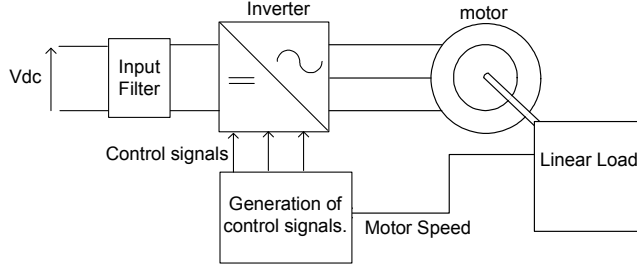 Inverter
motor
Vdc
Input
Filter
Control signals
Linear Load
Generation of
control signals.
Motor Speed